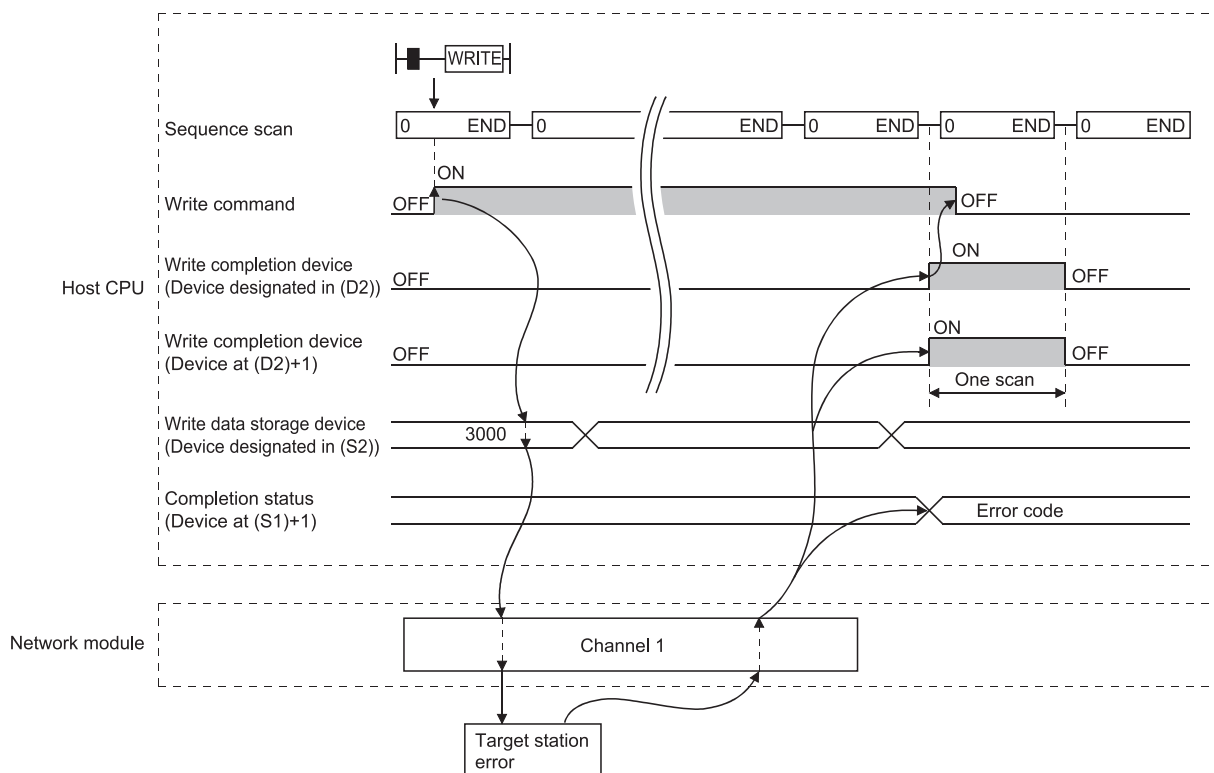 WRITE
Sequence scan
0 END 0 END 0 END 0 END 0 END
ON
Write command
OFF
OFF
ON
Write completion device
(Device designated in (D2))
OFF
OFF
Host CPU
ON
Write completion device
(Device at (D2)+1)
OFF
OFF
One scan
Write data storage device
(Device designated in (S2))
3000
Completion status
(Device at (S1)+1)
Error code
Network module
Channel 1
Target station
error